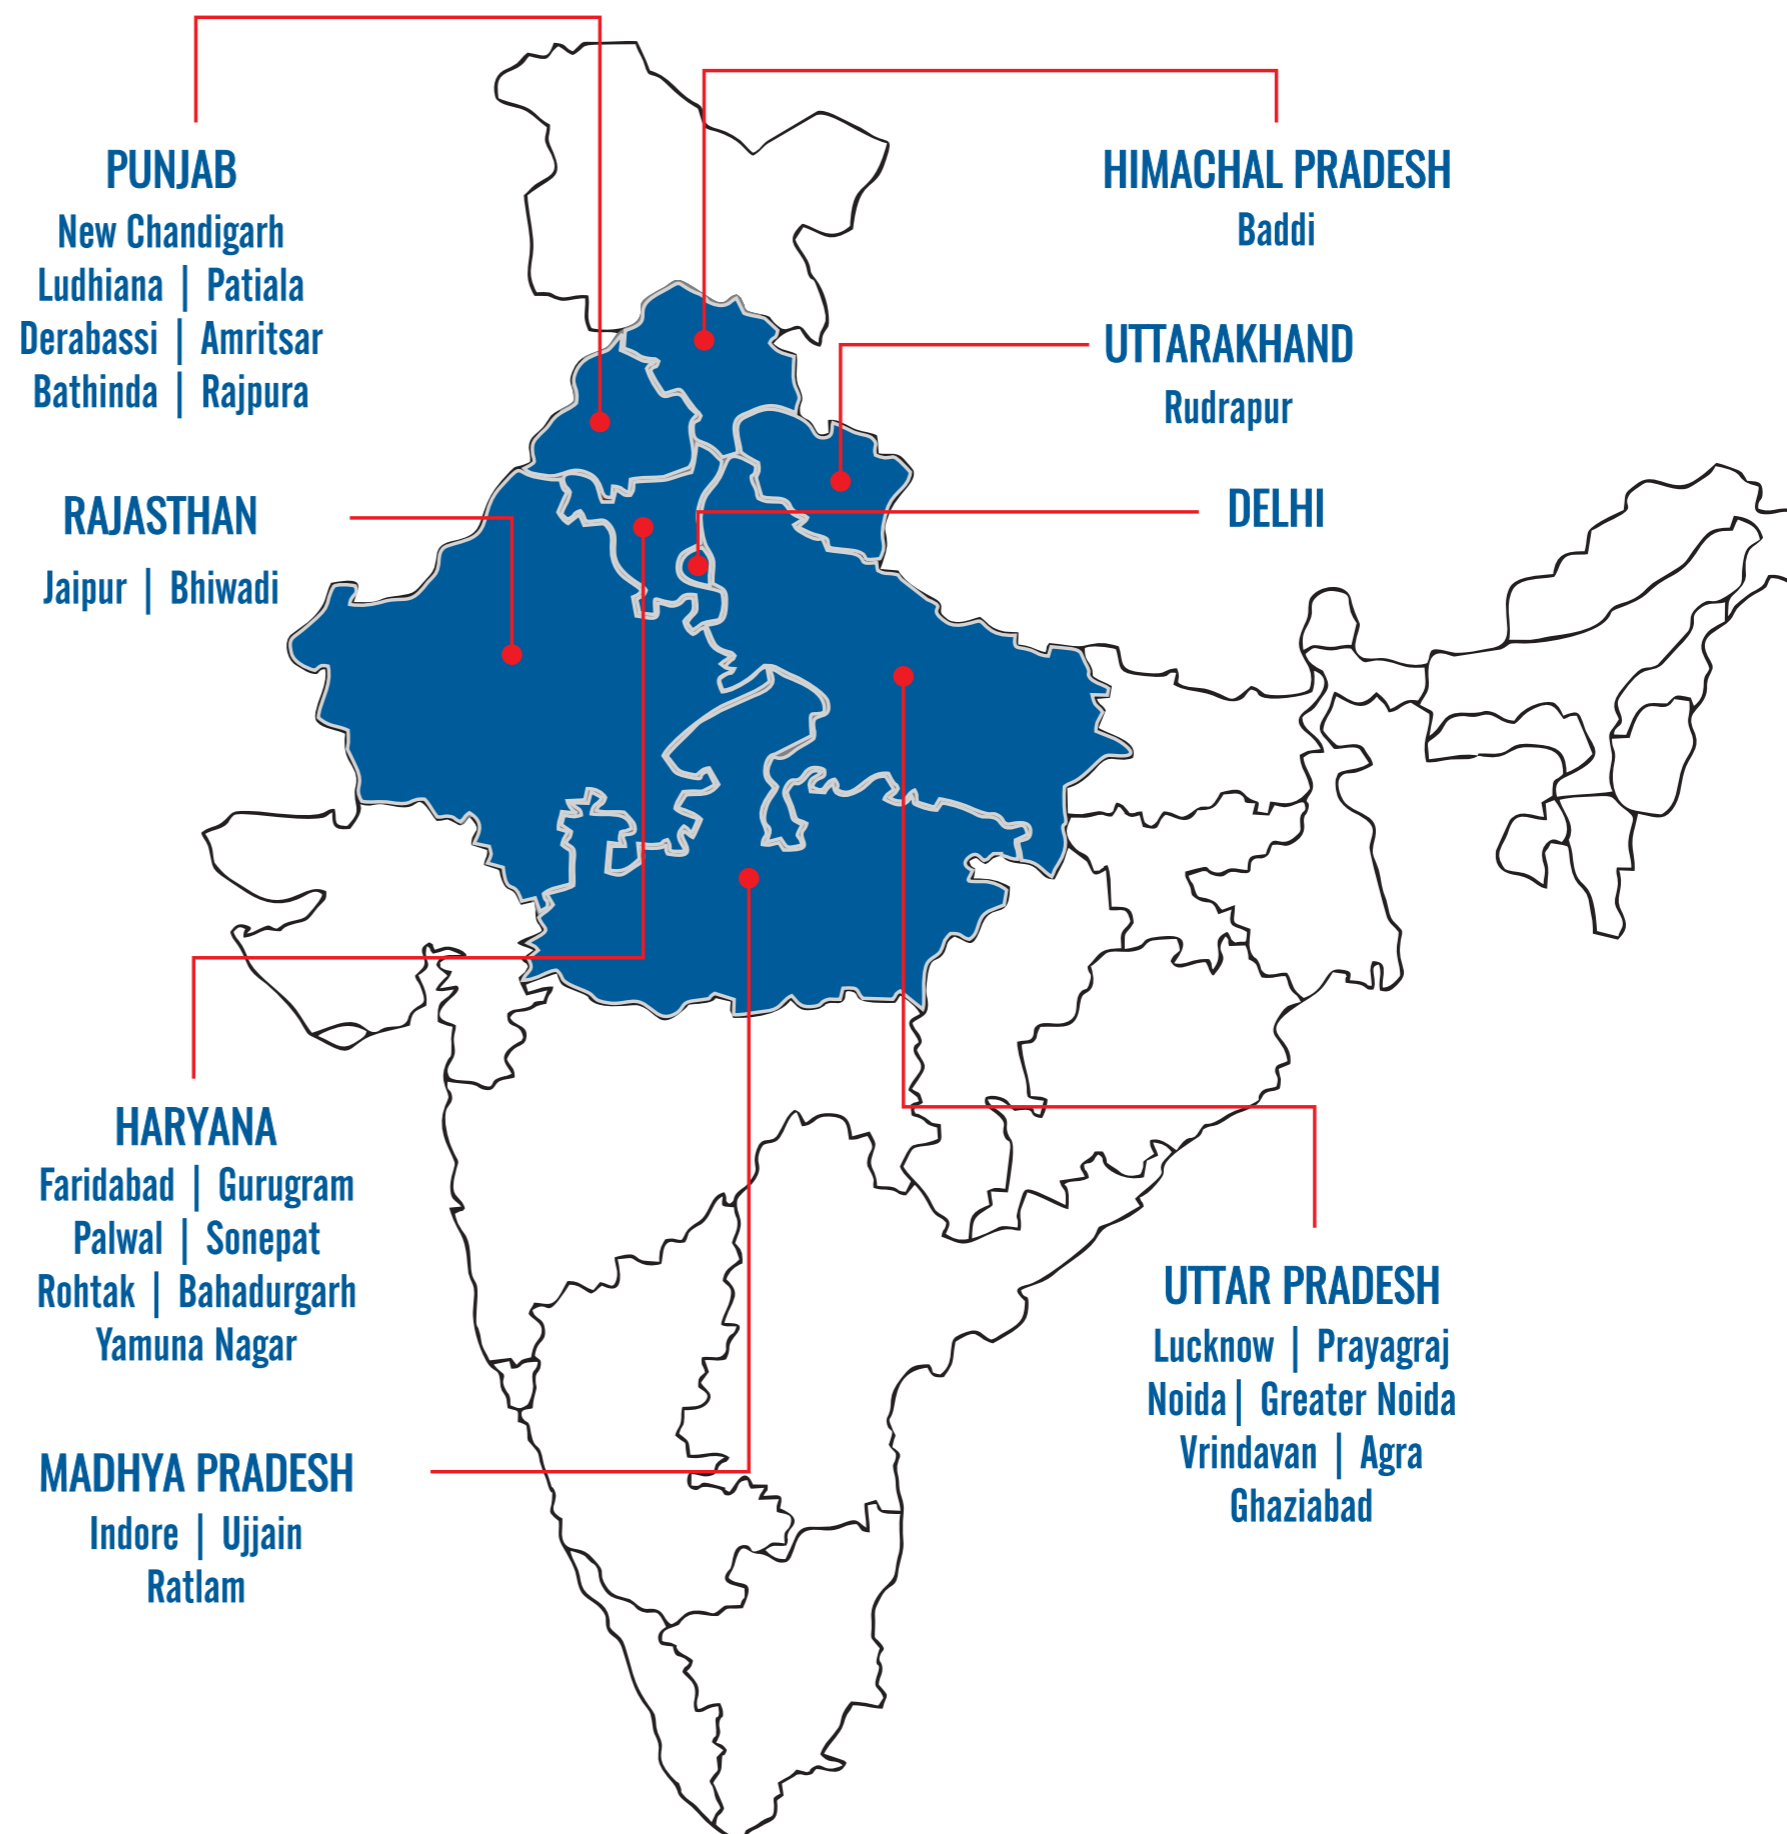 PUNJAB
New Chandigarh
Ludhiana | Patiala
Derabassi | Amritsar
Bathinda | Rajpura
RAJASTHAN
Jaipur | Bhiwadi
HARYANA
Faridabad | Gurugram
Palwal | Sonepat
Rohtak | Bahadurgarh
Yamuna Nagar
MADHYA PRADESH
Indore | Ujjain
Ratlam
HIMACHAL PRADESH
Baddi
UTTARAKHAND
Rudrapur
DELHI
UTTAR PRADESH
Lucknow | Prayagraj
Noida| Greater Noida
Vrindavan | Agra
Ghaziabad